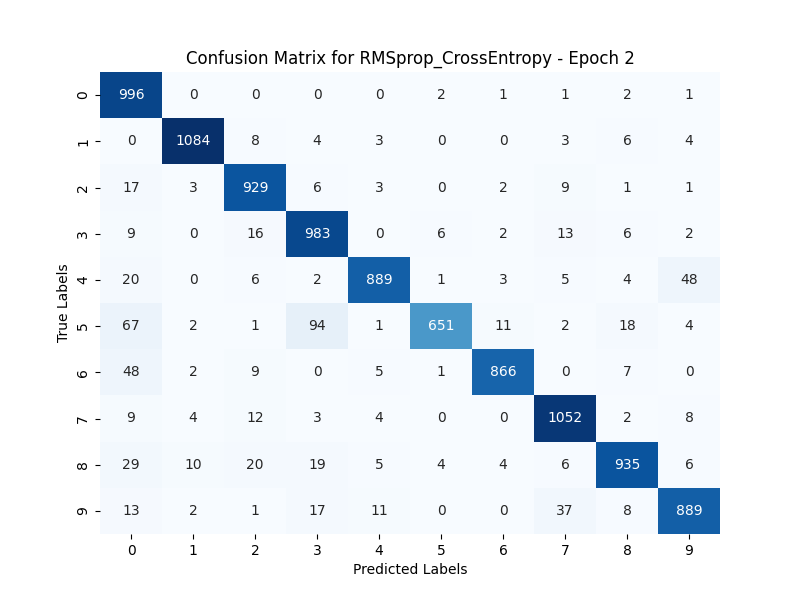 Confusion Matrix for RMSprop_CrossEntropy - Epoch 2
0 996 0 0 0 0 2 1 1 2 1
1 0 1084 8 4 3 0 0 3 6 4
2 17 3 929 6 3 0 2 9 1 1
3 9 0 16 983 0 6 2 13 6 2
4 20 0 6 2 889 1 3 5 4 48
5 67 2 1 94 1 651 11 2 18 4
6 48 2 9 0 5 1 866 0 7 0
7 9 4 12 3 4 0 0 1052 2 8
8 29 10 20 19 5 4 4 6 935 6
9 13 2 1 17 11 0 0 37 8 889
0 1 2 3 4 5 6 7 8 9
True Labels
Predicted Labels